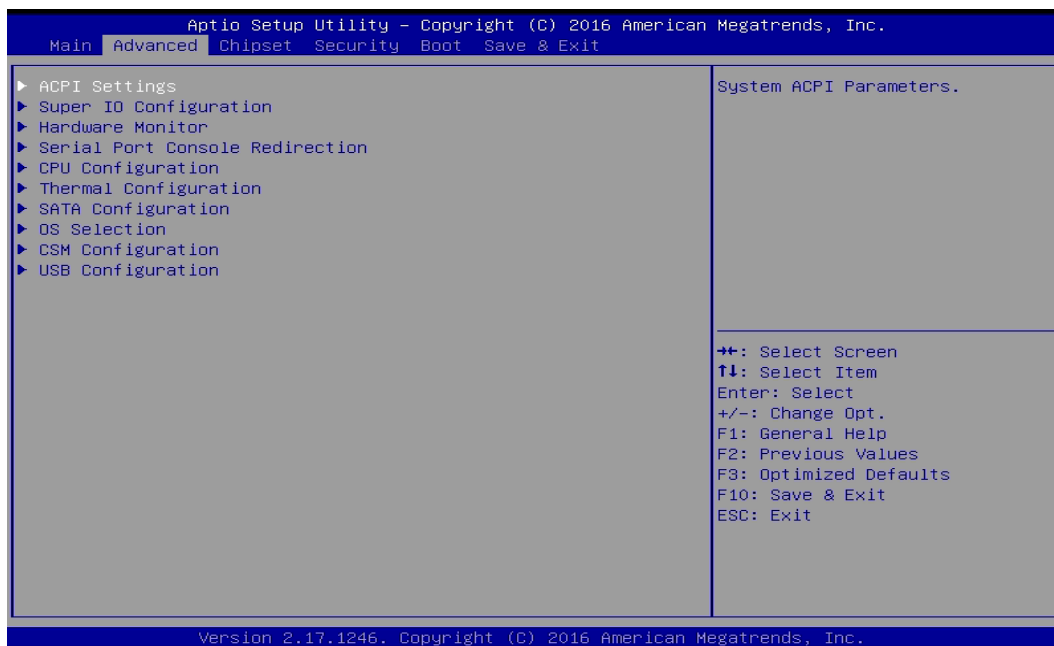 Aptio Setup Utility – Copyright (C) 2016 American Megatrends, Inc.
Main Advanced Chipset Security Boot Save & Exit
▶ ACPI Settings
▶ Super IO Configuration
▶ Hardware Monitor
▶ Serial Port Console Redirection
▶ CPU Configuration
▶ Thermal Configuration
▶ SATA Configuration
▶ OS Selection
▶ CSM Configuration
▶ USB Configuration
System ACPI Parameters.
→←: Select Screen
↑↓: Select Item
Enter: Select
+/-: Change Opt.
F1: General Help
F2: Previous Values
F3: Optimized Defaults
F10: Save & Exit
ESC: Exit
Version 2.17.1246. Copyright (C) 2016 American Megatrends, Inc.